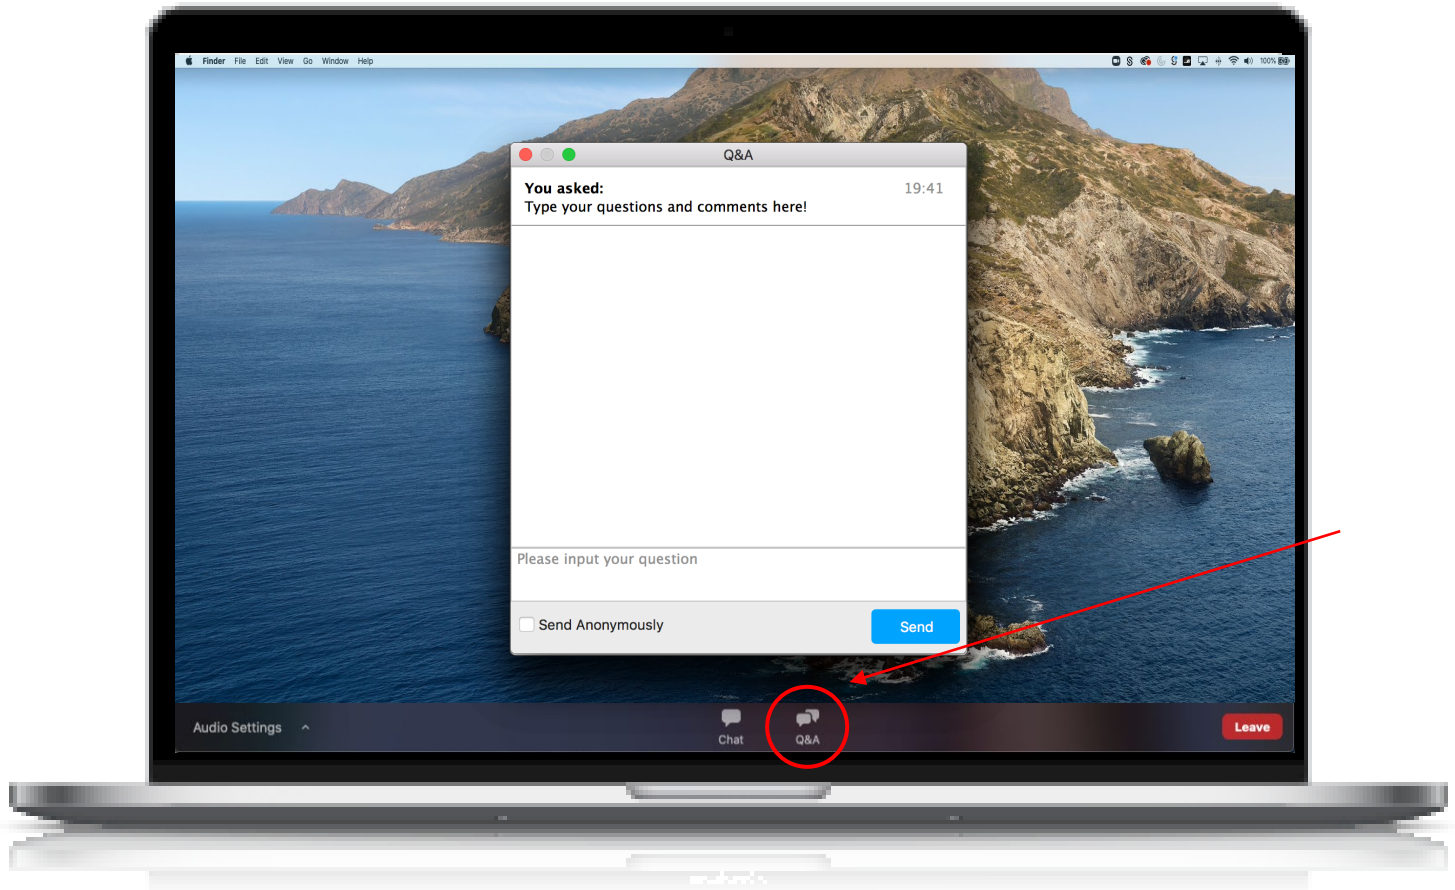 Finder File Edit View Go Window Help
100%
Q&A
You asked:
19:41
Type your questions and comments here!
Please input your question
Send Anonymously
Send
Audio Settings
Chat
Q&A
Leave